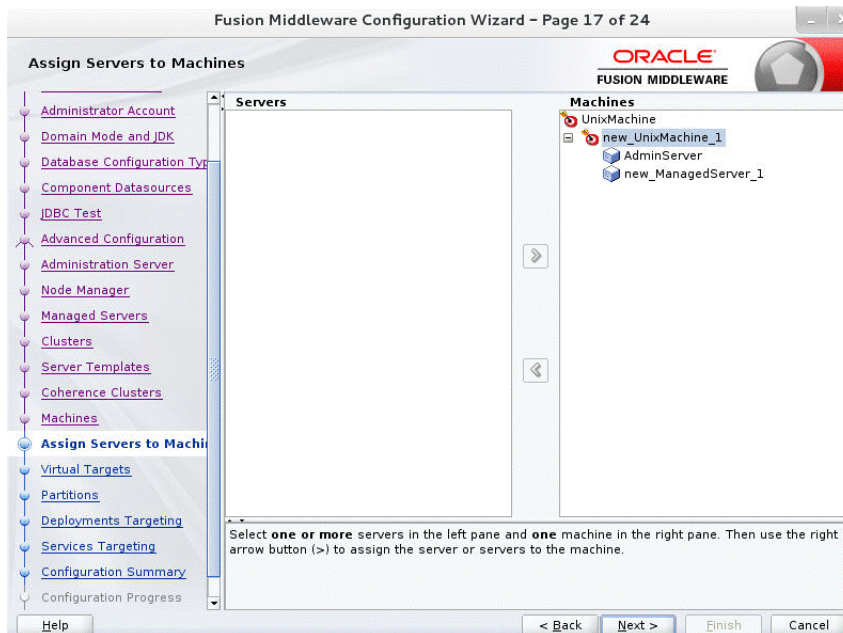 Fusion Middleware Configuration Wizard – Page 17 of 24
Assign Servers to Machines
ORACLE
FUSION MIDDLEWARE
Administrator Account
Domain Mode and JDK
Database Configuration Typ
Component Datasources
JDBC Test
Advanced Configuration
Administration Server
Node Manager
Managed Servers
Clusters
Server Templates
Coherence Clusters
Machines
Assign Servers to Machi
Virtual Targets
Partitions
Deployments Targeting
Services Targeting
Configuration Summary
Configuration Progress
Servers
Machines
UnixMachine
new_UnixMachine_1
AdminServer
new_ManagedServer_1
Select one or more servers in the left pane and one machine in the right pane. Then use the right
arrow button (>) to assign the server or servers to the machine.
Help
< Back
Next >
Finish
Cancel